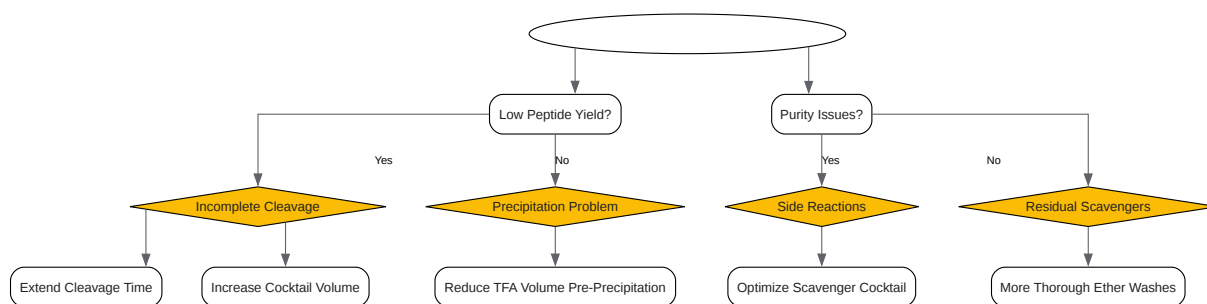 Low Peptide Yield?
Purity Issues?
Yes
No
Yes
No
Incomplete Cleavage
Precipitation Problem
Side Reactions
Residual Scavengers
Extend Cleavage Time
Increase Cocktail Volume
Reduce TFA Volume Pre-Precipitation
Optimize Scavenger Cocktail
More Thorough Ether Washes